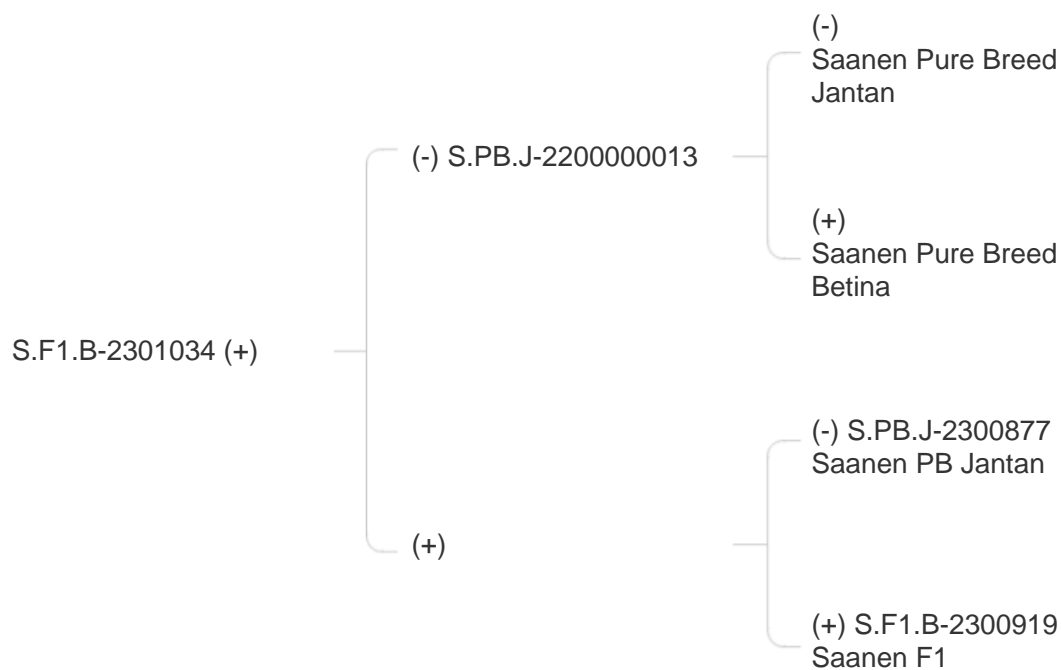 (-)
Saanen Pure Breed
Jantan
(-) S.PB.J-2200000013
(+)
Saanen Pure Breed
Betina
S.F1.B-2301034 (+)
(-) S.PB.J-2300877
Saanen PB Jantan
(+)
(+) S.F1.B-2300919
Saanen F1